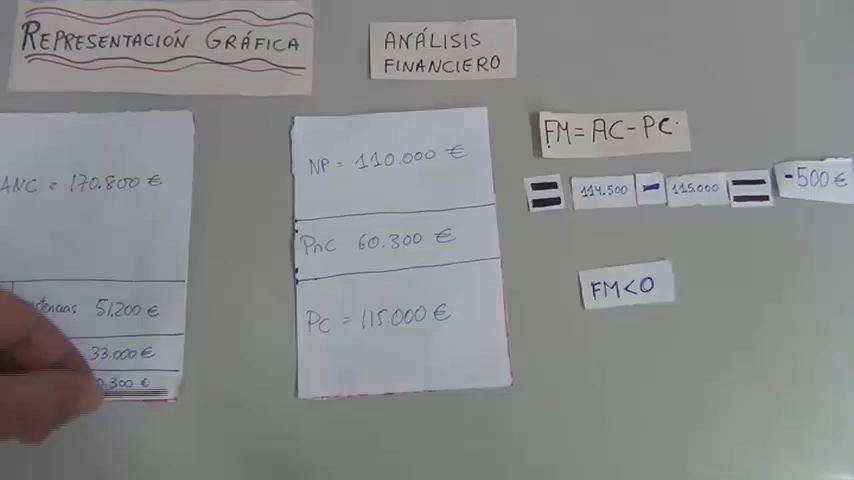 REPRESENTACIÓN GRÁFICA
ANÁLISIS
FINANCIERO
ANC = 170.800 €
51.200 €
33.000 €
NP = 110.000 €
PnC 60.300 €
PC = 115.000 €
FM = AC - PC
= 114.500 - 115.000 = -500 €
FM < 0